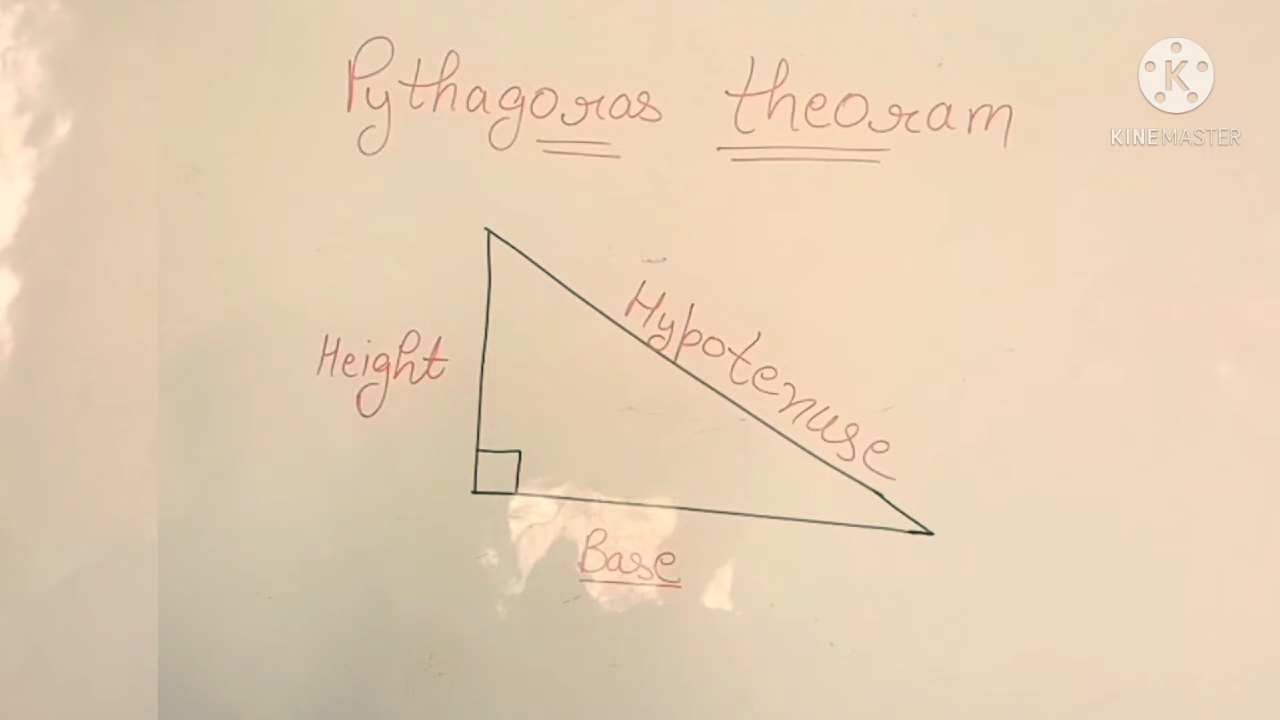 Pythagoras theoram
KINEMASTER
Hypotenuse
Height
Base